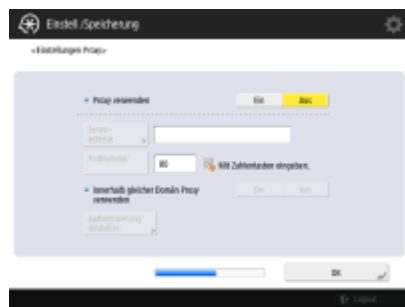 Einstell./Speicherung
<Einstellungen Proxy>
Proxy verwenden
Ein
Aus
Server-
adresse
Portnummer
80
Mit Zahlentasten eingeben.
Innerhalb gleicher Domän Proxy
verwenden
Ein
Aus
Authentisierung
einstellen
OK
Logout